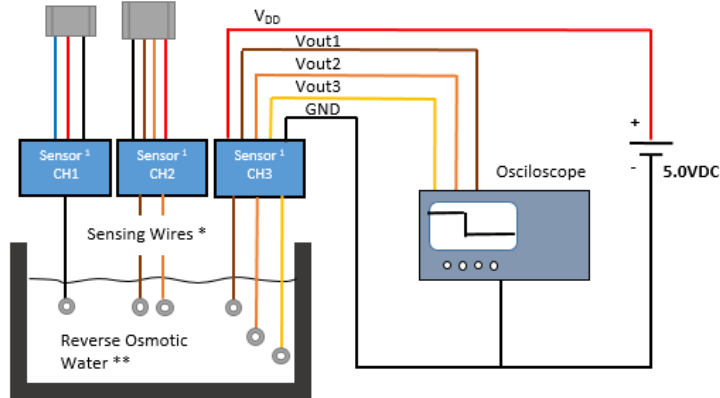 V_DD
Vout1
Vout2
Vout3
GND
Sensor ¹
CH1
Sensor ¹
CH2
Sensor ¹
CH3
Osciloscope
+
-
5.0VDC
Sensing Wires *
Reverse Osmotic
Water **